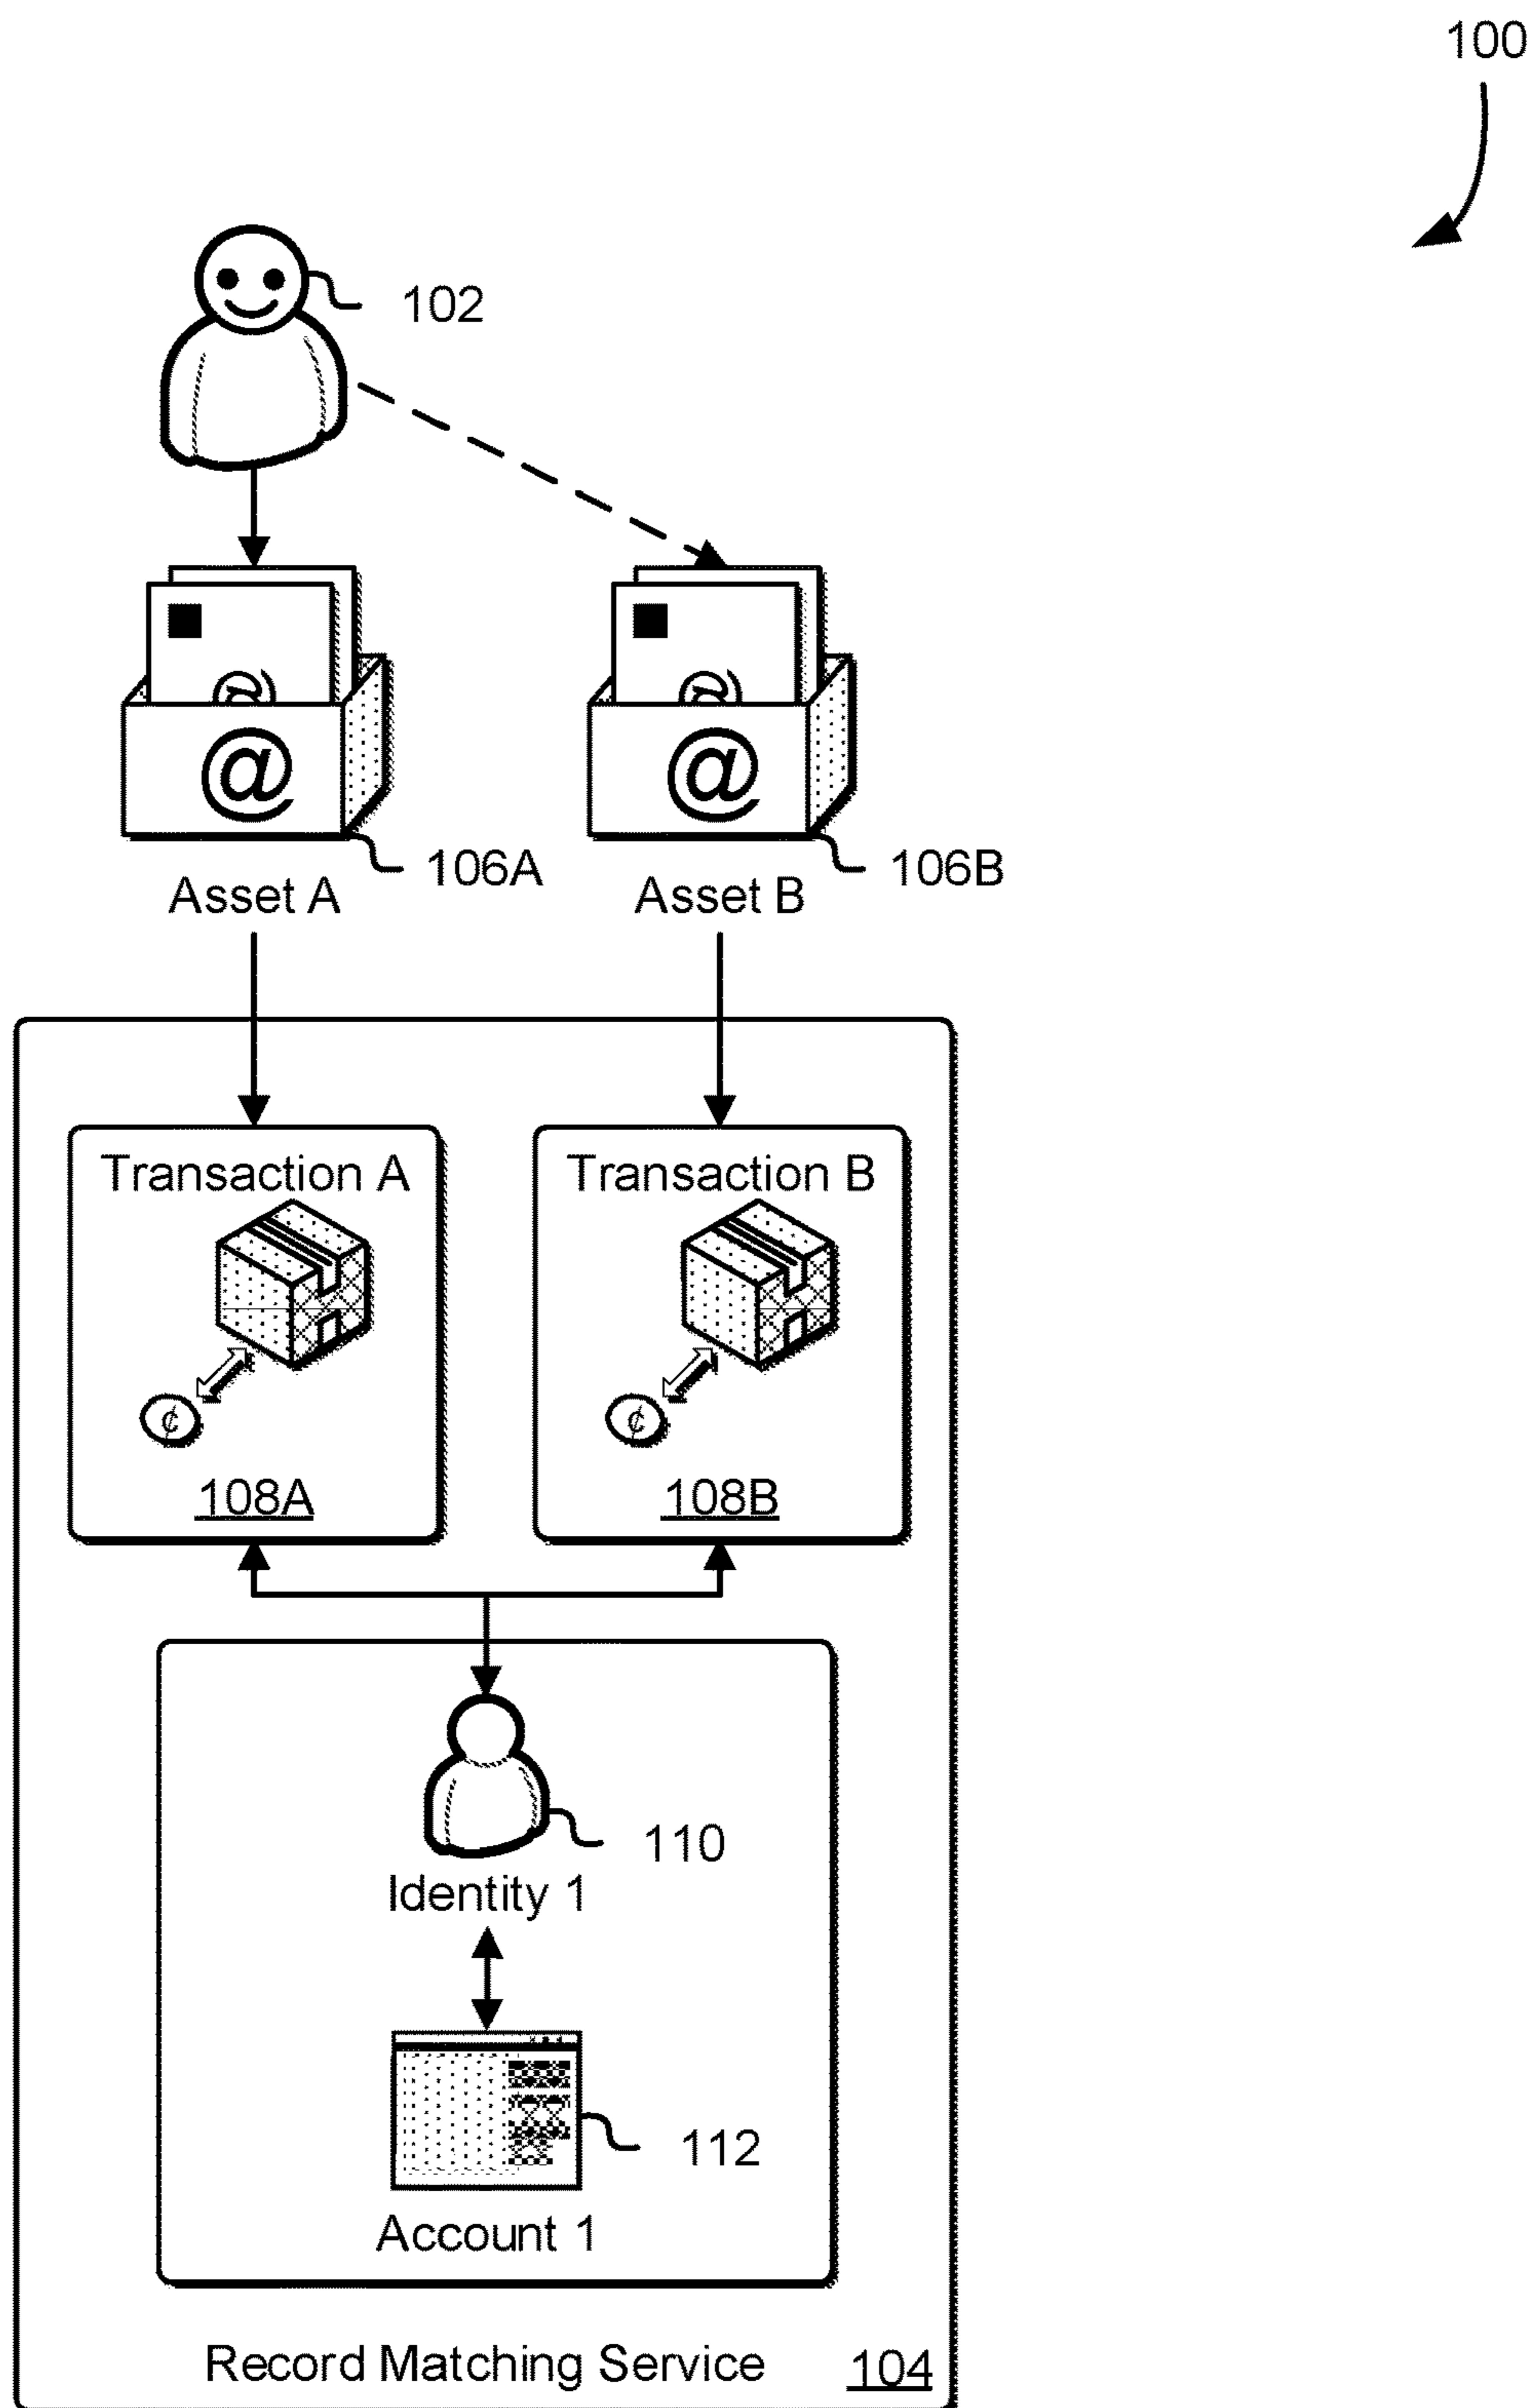 100
102
@
@
@
@
106A
106B
Asset A
Asset B
Transaction A
Transaction B
¢
¢
108A
108B
110
Identity 1
112
Account 1
Record Matching Service
104